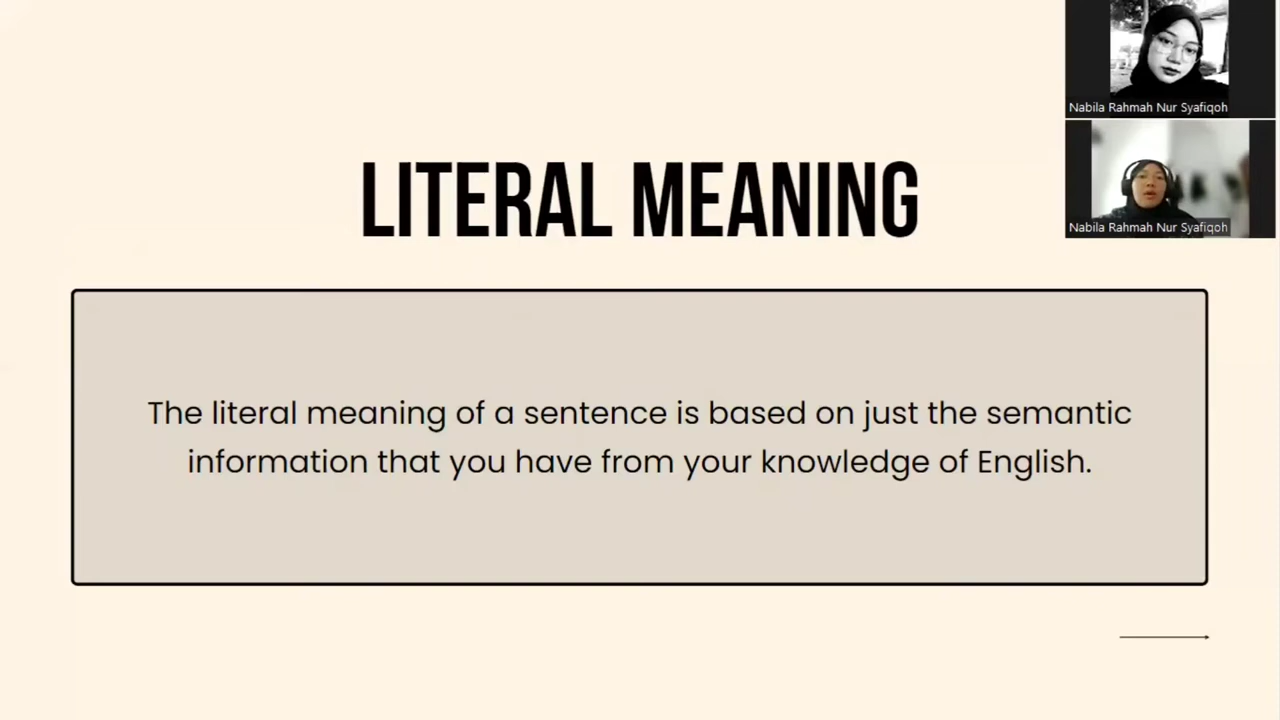 Nabila Rahmah Nur Syafiqoh
LITERAL MEANING
Nabila Rahmah Nur Syafiqoh
The literal meaning of a sentence is based on just the semantic
information that you have from your knowledge of English.